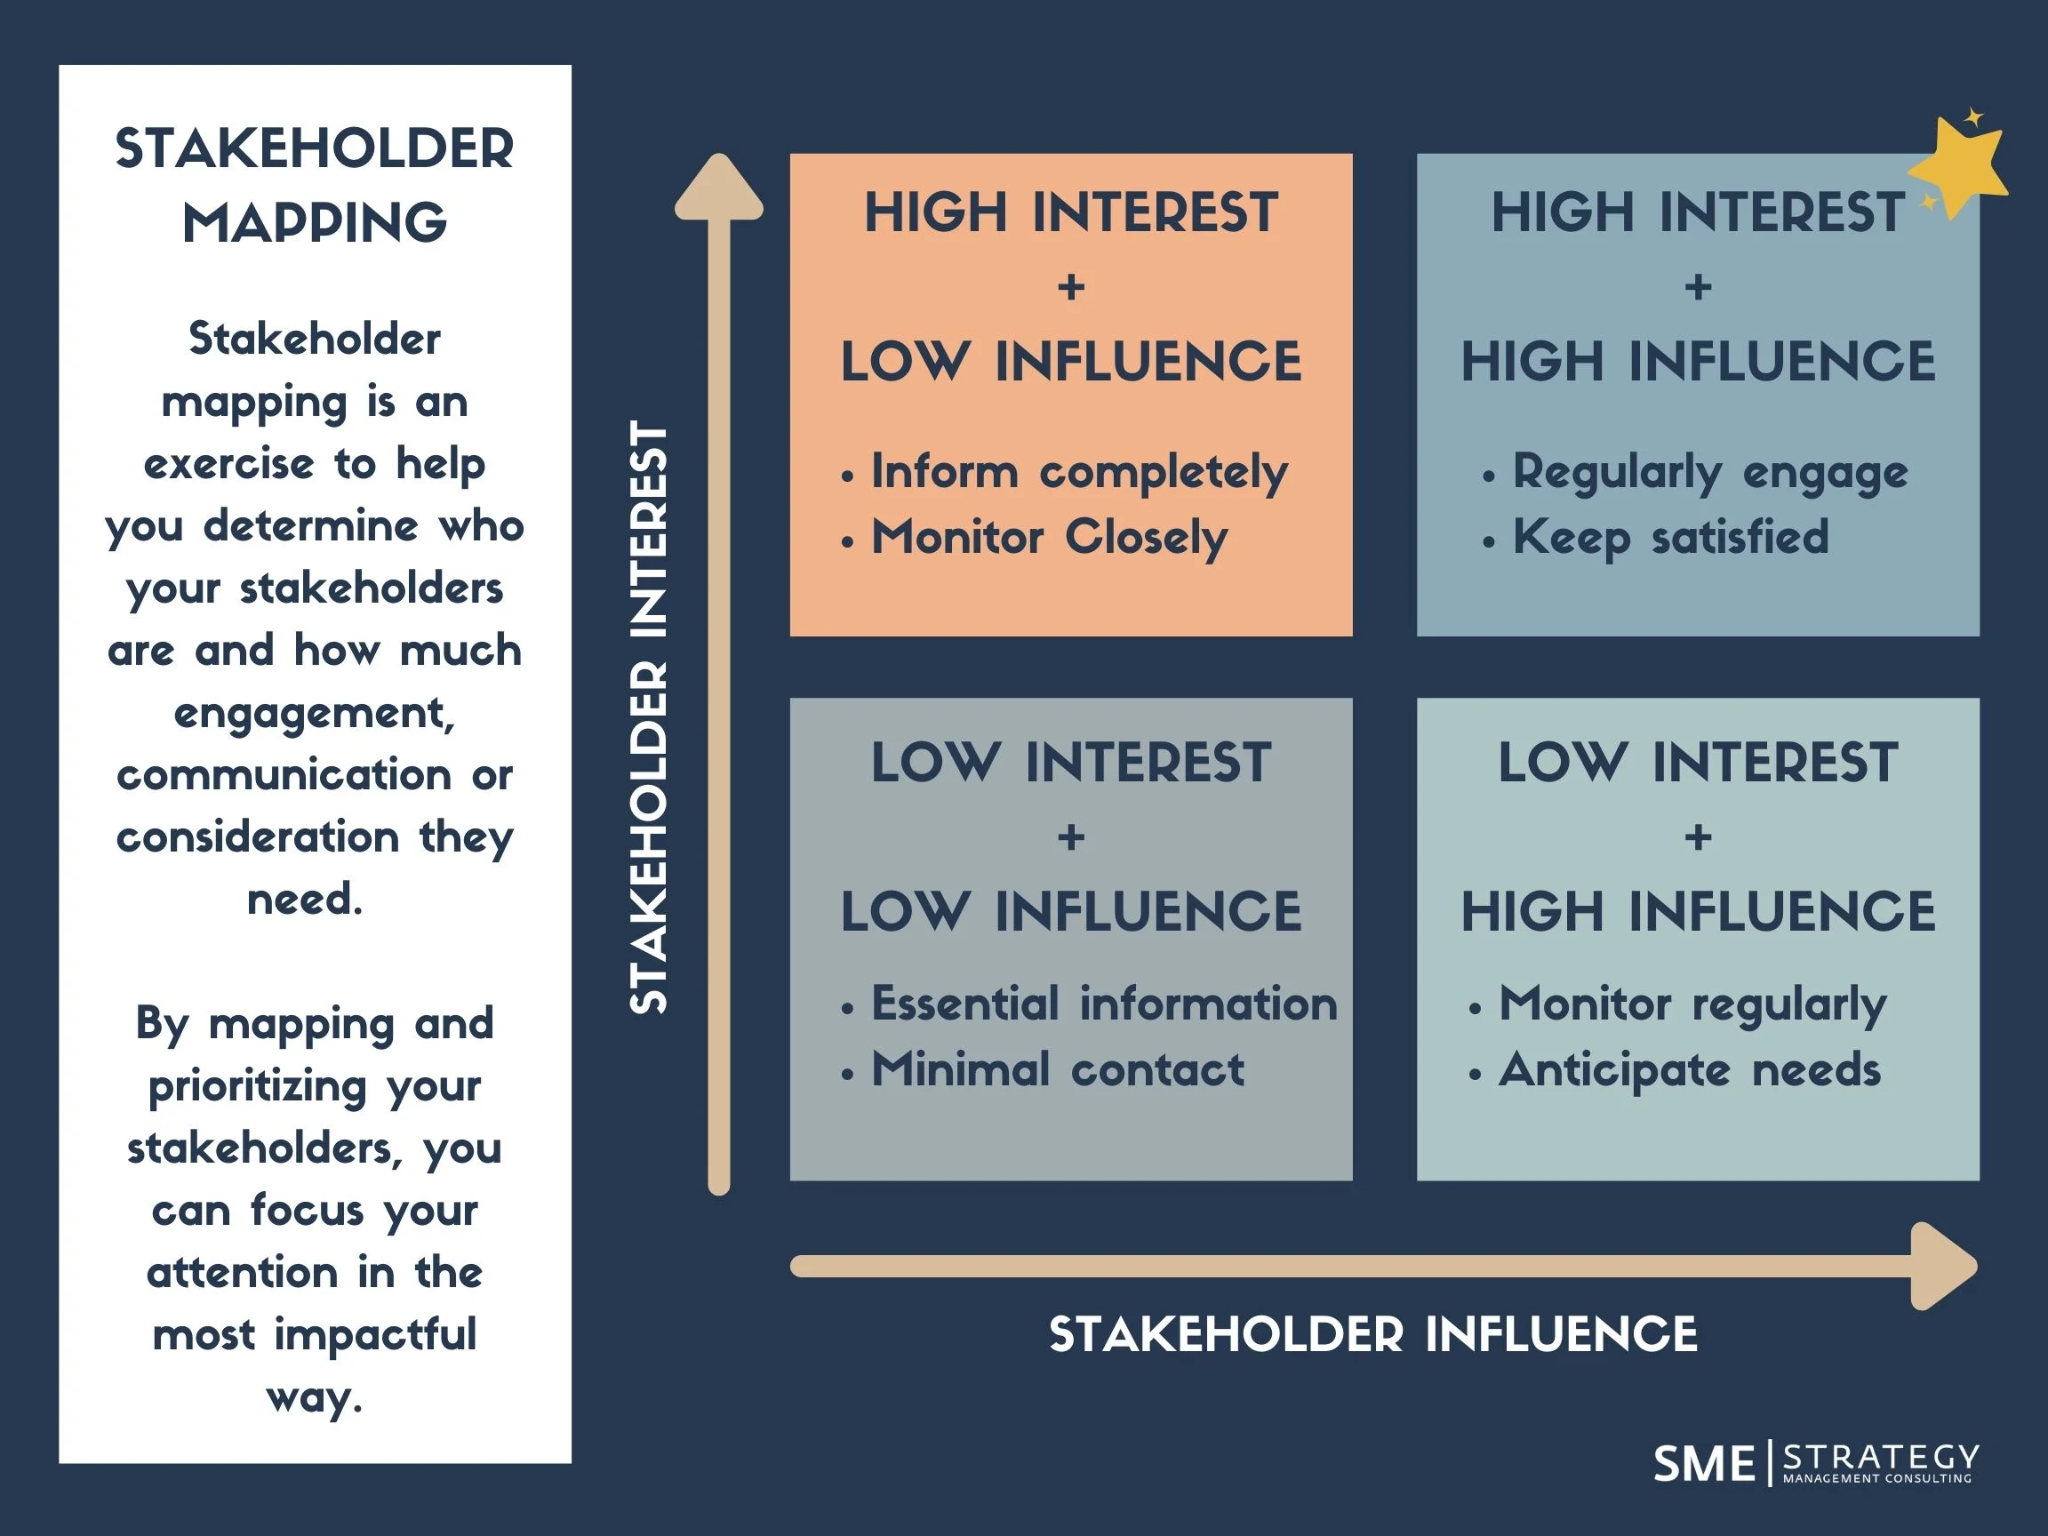 STAKEHOLDER
MAPPING
Stakeholder
mapping is an
exercise to help
you determine who
your stakeholders
are and how much
engagement,
communication or
consideration they
need.
By mapping and
prioritizing your
stakeholders, you
can focus your
attention in the
most impactful
way.
STAKEHOLDER INTEREST
HIGH INTEREST
+
LOW INFLUENCE
• Inform completely
• Monitor Closely
HIGH INTEREST
+
HIGH INFLUENCE
• Regularly engage
• Keep satisfied
LOW INTEREST
+
LOW INFLUENCE
• Essential information
• Minimal contact
LOW INTEREST
+
HIGH INFLUENCE
• Monitor regularly
• Anticipate needs
STAKEHOLDER INFLUENCE
SME | STRATEGY
MANAGEMENT CONSULTING